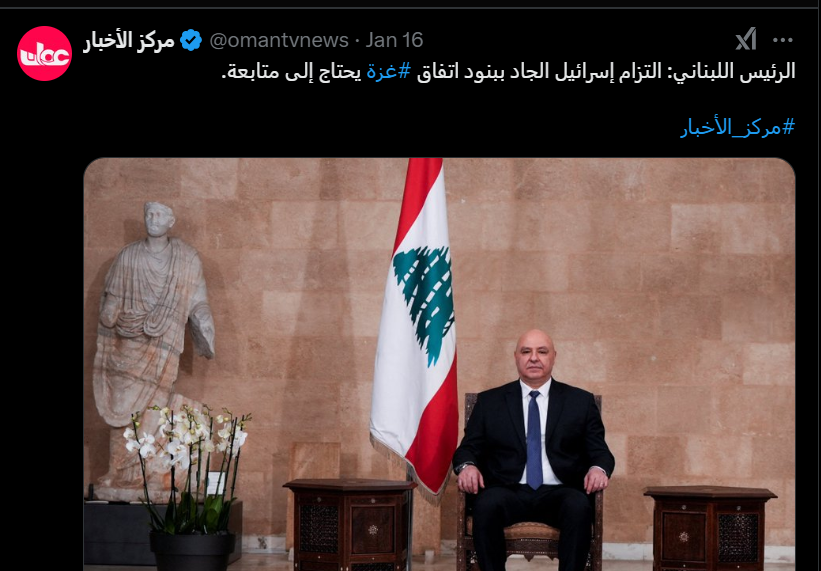 مركز الأخبار @omantvnews · Jan 16
الرئيس اللبناني: التزام إسرائيل الجاد ببنود اتفاق #غزة يحتاج إلى متابعة.
#مركز_الأخبار